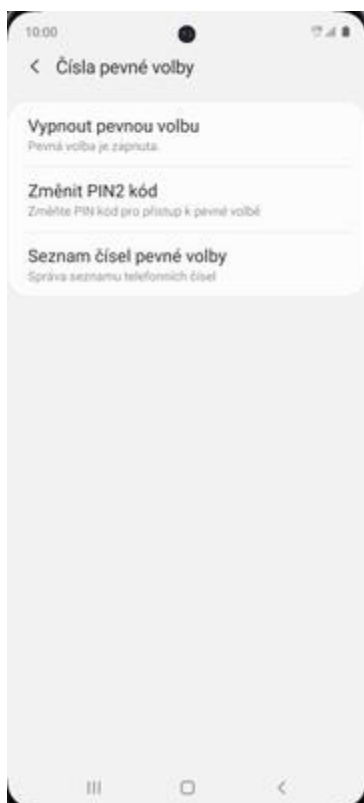 10:00
Čísla pevné volby
Vypnout pevnou volbu
Pevná volba je zapnuta.
Změnit PIN2 kód
Změňte PIN kód pro přístup k pevné volbě
Seznam čísel pevné volby
Správa seznamu telefonních čísel